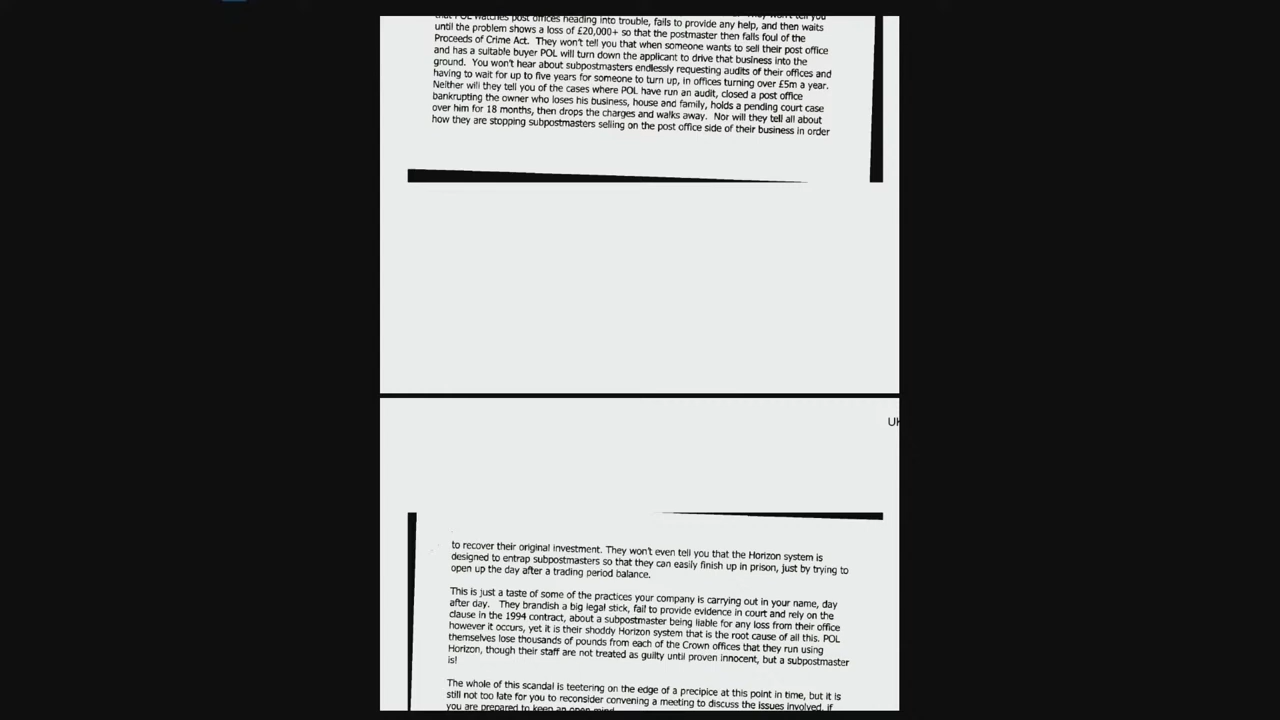 that POL watches post offices heading into trouble, fails to provide any help, and then waits
until the problem shows a loss of £20,000+ so that the postmaster then falls foul of the
Proceeds of Crime Act. They won't tell you that when someone wants to sell their post office
and has a suitable buyer POL will turn down the applicant to drive that business into the
ground. You won't hear about subpostmasters endlessly requesting audits of their offices and
having to wait for up to five years for someone to turn up, in offices turning over £5m a year.
Neither will they tell you of the cases where POL have run an audit, closed a post office
bankrupting the owner who loses his business, house and family, holds a pending court case
over him for 18 months, then drops the charges and walks away. Nor will they tell all about
how they are stopping subpostmasters selling on the post office side of their business in order
UK
to recover their original investment. They won't even tell you that the Horizon system is
designed to entrap subpostmasters so that they can easily finish up in prison, just by trying to
open up the day after a trading period balance.
This is just a taste of some of the practices your company is carrying out in your name, day
after day. They brandish a big legal stick, fail to provide evidence in court and rely on the
clause in the 1994 contract, about a subpostmaster being liable for any loss from their office
however it occurs, yet it is their shoddy Horizon system that is the root cause of all this. POL
themselves lose thousands of pounds from each of the Crown offices that they run using
Horizon, though their staff are not treated as guilty until proven innocent, but a subpostmaster
is!
The whole of this scandal is teetering on the edge of a precipice at this point in time, but it is
still not too late for you to reconsider convening a meeting to discuss the issues involved, if
you are prepared to keep an open mind